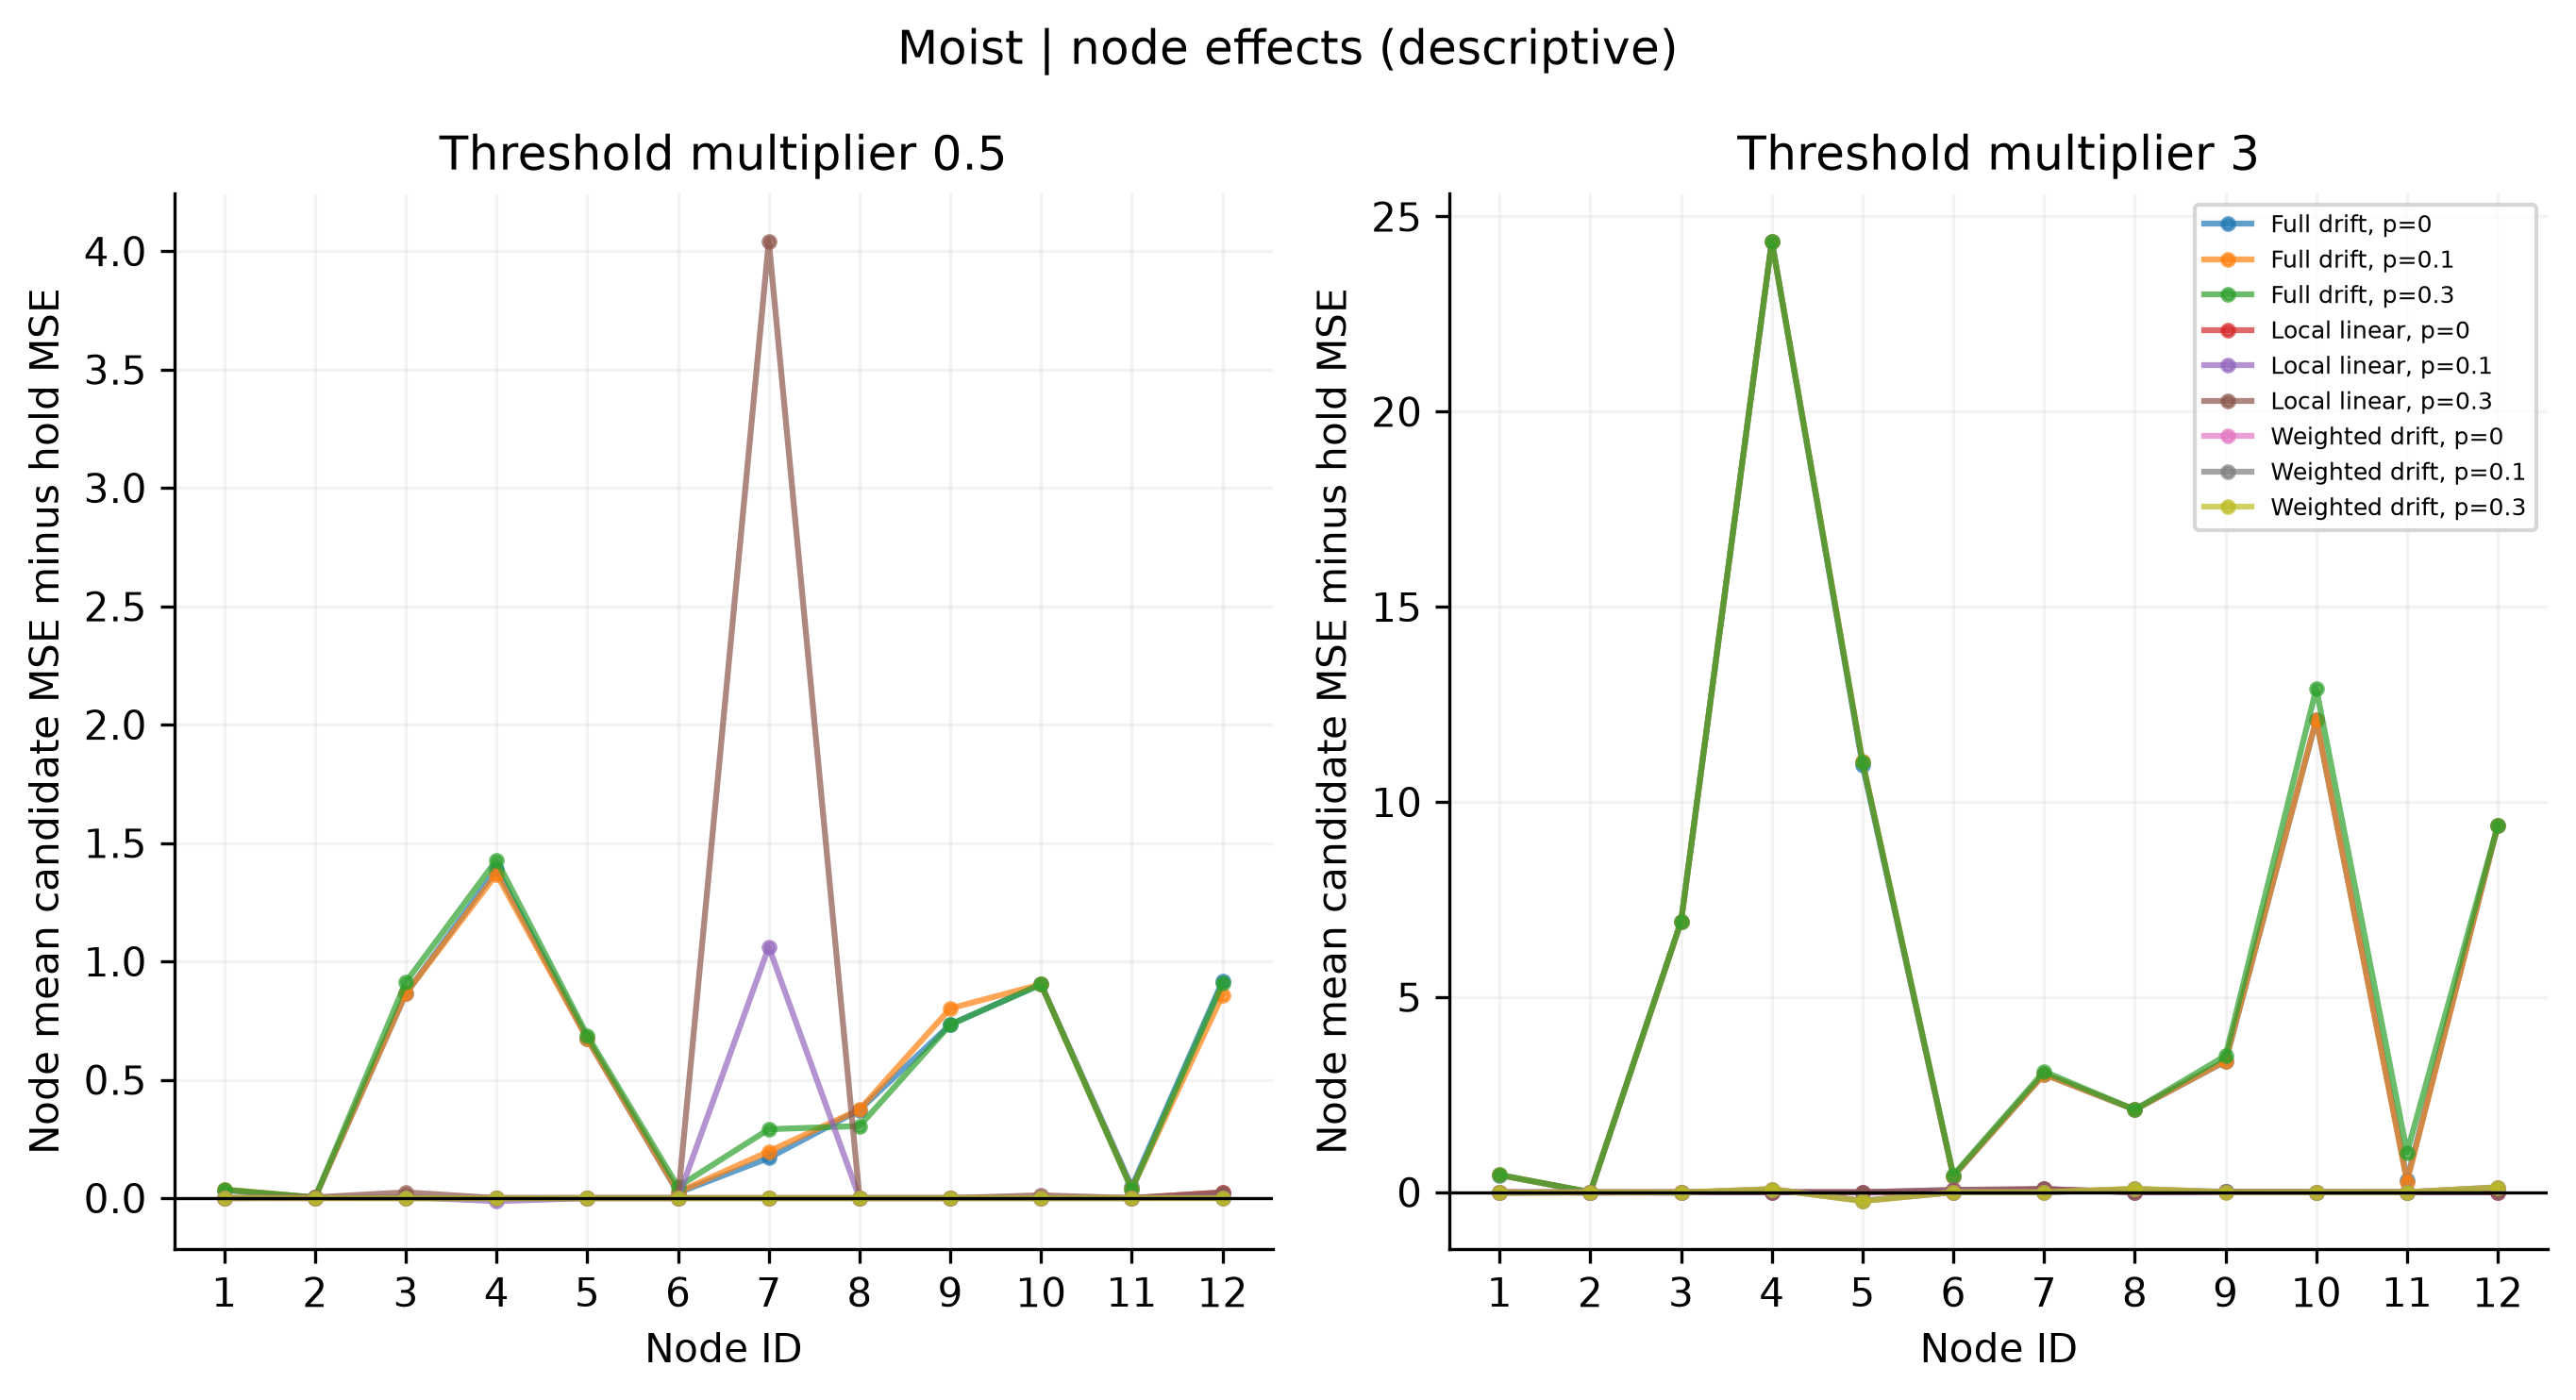 Moist | node effects (descriptive)
Threshold multiplier 0.5
Node mean candidate MSE minus hold MSE
4.0
3.5
3.0
2.5
2.0
1.5
1.0
0.5
0.0
1 2 3 4 5 6 7 8 9 10 11 12
Node ID
Threshold multiplier 3
Node mean candidate MSE minus hold MSE
25
20
15
10
5
0
1 2 3 4 5 6 7 8 9 10 11 12
Node ID
Full drift, p=0
Full drift, p=0.1
Full drift, p=0.3
Local linear, p=0
Local linear, p=0.1
Local linear, p=0.3
Weighted drift, p=0
Weighted drift, p=0.1
Weighted drift, p=0.3